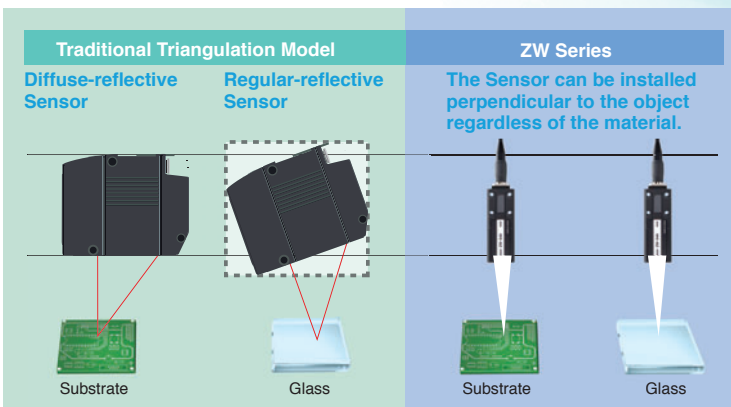 Traditional Triangulation Model
ZW Series
Diffuse-reflective
Sensor
Regular-reflective
Sensor
The Sensor can be installed
perpendicular to the object
regardless of the material.
Substrate
Glass
Substrate
Glass